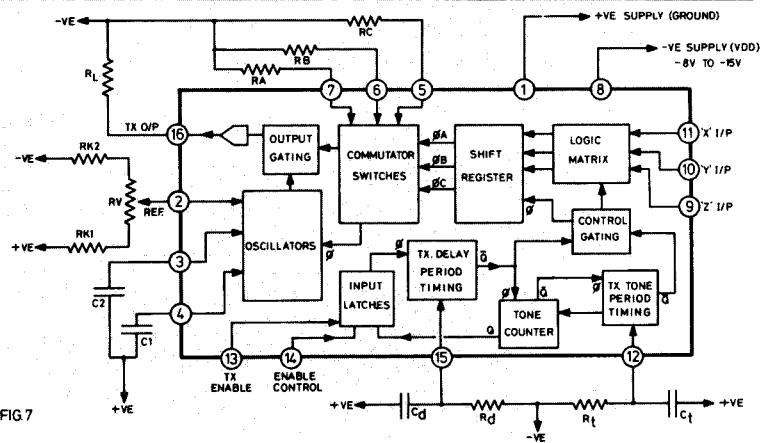 -VE
RC
RB
RA
RL
+VE SUPPLY (GROUND)
-VE SUPPLY (VDD)
-8V TO -15V
7
6
5
1
8
TX O/P
16
OUTPUT
GATING
COMMUTATOR
SWITCHES
ØA
ØB
ØC
SHIFT
REGISTER
Ø
LOGIC
MATRIX
11
'X' I/P
10
'Y' I/P
9
'Z' I/P
RK2
-VE
RV
REF.
2
RK1
+VE
OSCILLATORS
Ø
CONTROL
GATING
3
4
C2
C1
+VE
INPUT
LATCHES
Ø
TX. DELAY
PERIOD
TIMING
Q̄
Ø
Q̄
Ø
TX TONE
PERIOD
TIMING
Q̄
Q
TONE
COUNTER
13
14
15
12
TX
ENABLE
ENABLE
CONTROL
+VE
Cd
Rd
Rt
Ct
+VE
-VE
FIG.7